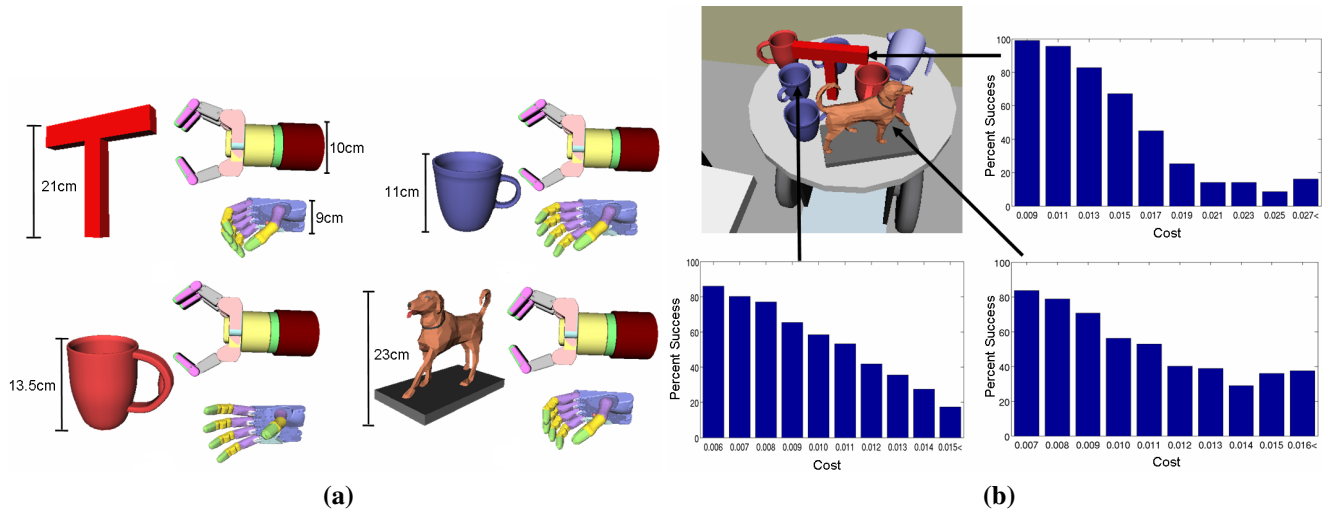 21cm
10cm
9cm
11cm
13.5cm
23cm
(a)
Percent Success
100
80
60
40
20
0
0.009 0.011 0.013 0.015 0.017 0.019 0.021 0.023 0.025 0.027<
Cost
Percent Success
100
80
60
40
20
0
0.006 0.007 0.008 0.009 0.010 0.011 0.012 0.013 0.014 0.015<
Cost
Percent Success
100
80
60
40
20
0
0.007 0.008 0.009 0.010 0.011 0.012 0.013 0.014 0.015 0.016<
Cost
(b)